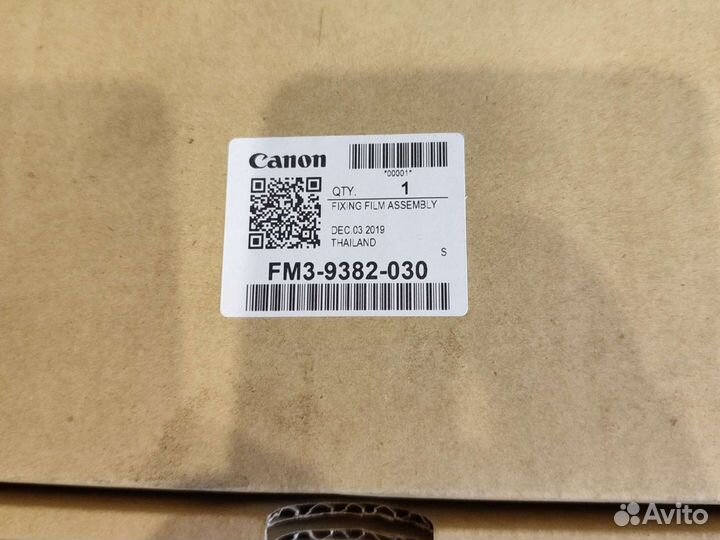 Canon
*00001*
QTY. 1
FIXING FILM ASSEMBLY
DEC.03 2019
THAILAND
S
FM3-9382-030
Avito